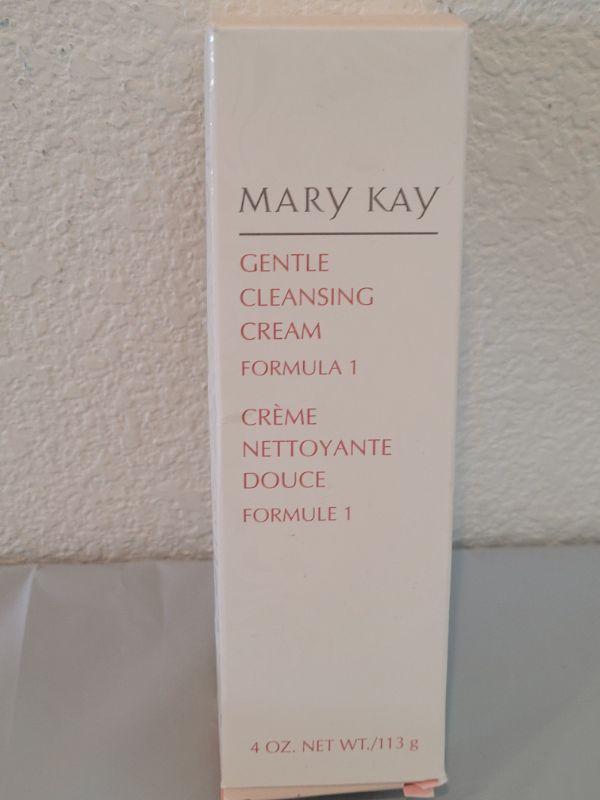 MARY KAY
GENTLE
CLEANSING
CREAM
FORMULA 1
CRÈME
NETTOYANTE
DOUCE
FORMULE 1
4 OZ. NET WT./113 g